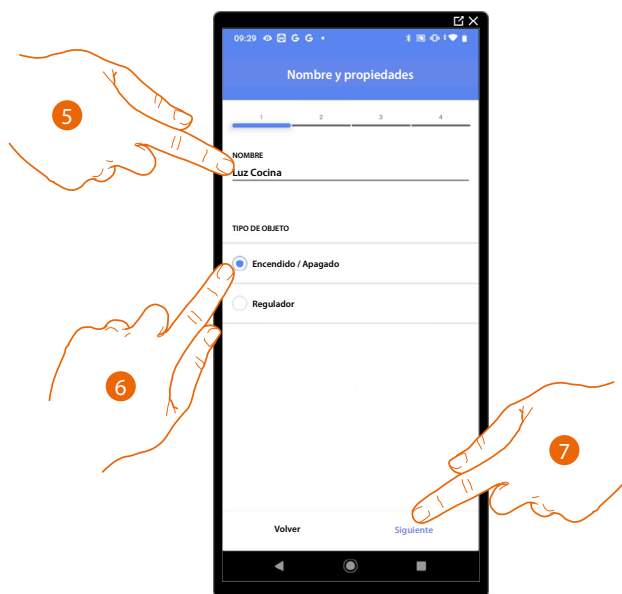 09:29 G G
Nombre y propiedades
1 2 3 4
5
NOMBRE
Luz Cocina
TIPO DE OBJETO
Encendido / Apagado
Regulador
6
7
Volver Siguiente